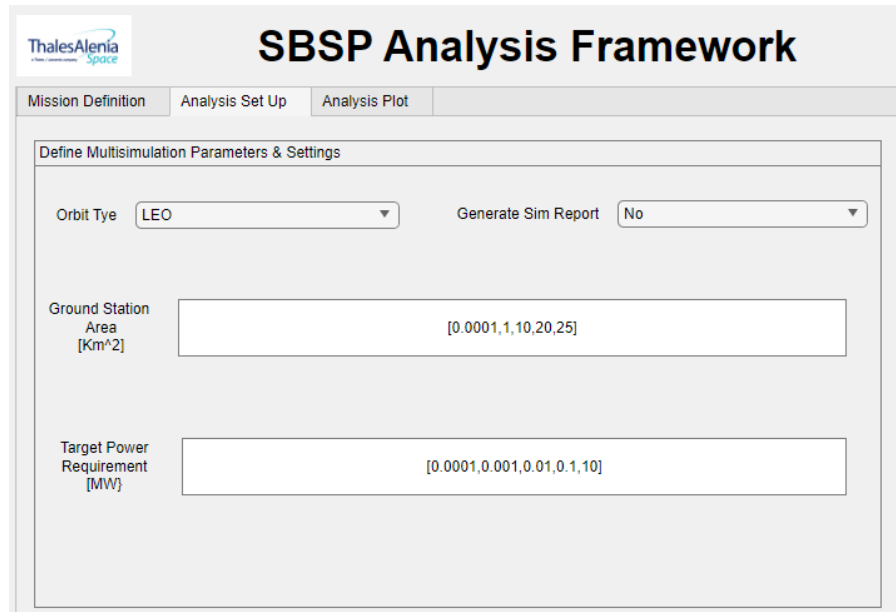 ThalesAlenia
Space
SBSP Analysis Framework
Mission Definition
Analysis Set Up
Analysis Plot
Define Multisimulation Parameters & Settings
Orbit Tye
LEO
Generate Sim Report
No
Ground Station
Area
[Km^2]
[0.0001,1,10,20,25]
Target Power
Requirement
[MW}
[0.0001,0.001,0.01,0.1,10]